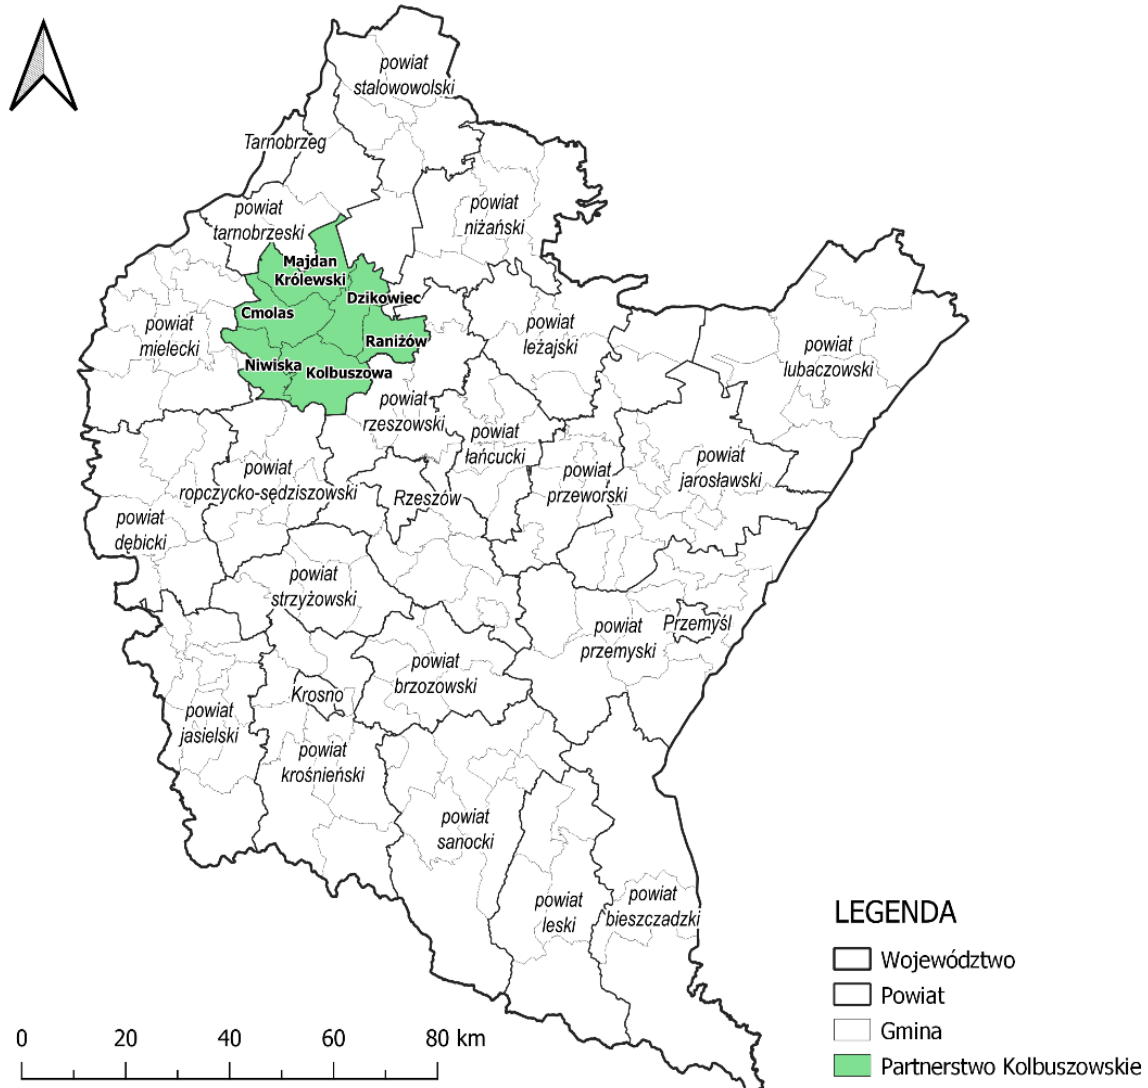 powiat
stalowowolski
Tarnobrzeg
powiat
tarnobrzeski
powiat
niżański
Majdan
Królewski
Dzikowiec
Cmolas
Raniżów
Niwiska
Kolbuszowa
powiat
mielecki
powiat
leżajski
powiat
lubaczowski
powiat
rzeszowski
powiat
łańcucki
powiat
ropczycko-sędziszowski
Rzeszów
powiat
przeworski
powiat
jarosławski
powiat
dębicki
powiat
strzyżowski
powiat
przemyski
Przemyśl
powiat
brzozowski
Krosno
powiat
jasielski
powiat
krośnieński
powiat
sanocki
powiat
leski
powiat
bieszczadzki
LEGENDA
Województwo
Powiat
Gmina
Partnerstwo Kolbuszowskie
0 20 40 60 80 km